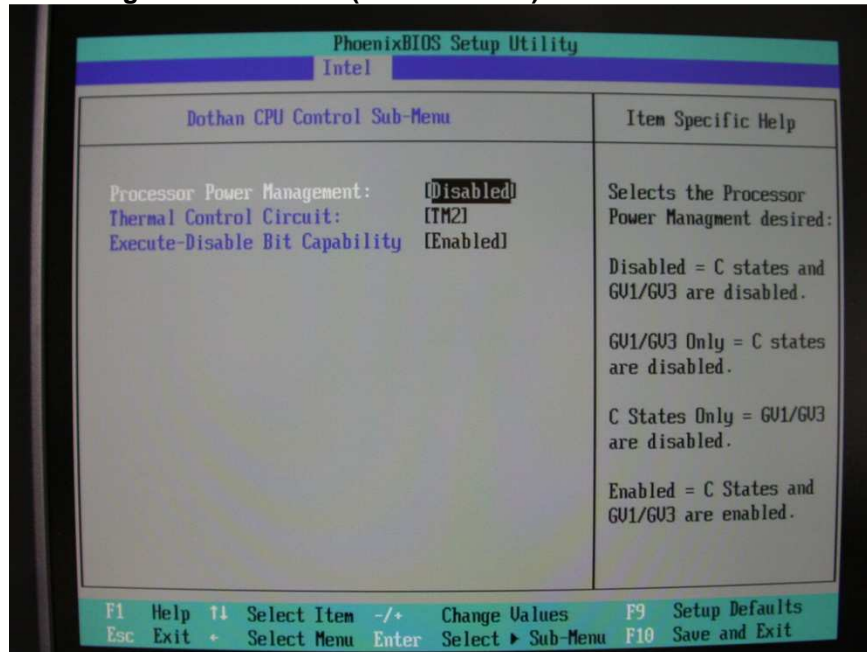 PhoenixBIOS Setup Utility
Intel
Dothan CPU Control Sub-Menu
Item Specific Help
Processor Power Management: [Disabled]
Thermal Control Circuit: [TM2]
Execute-Disable Bit Capability [Enabled]
Selects the Processor
Power Managment desired:
Disabled = C states and
GV1/GV3 are disabled.
GV1/GV3 Only = C states
are disabled.
C States Only = GV1/GV3
are disabled.
Enabled = C States and
GV1/GV3 are enabled.
F1 Help ↑↓ Select Item -/+ Change Values F9 Setup Defaults
Esc Exit ← Select Menu Enter Select ▶ Sub-Menu F10 Save and Exit